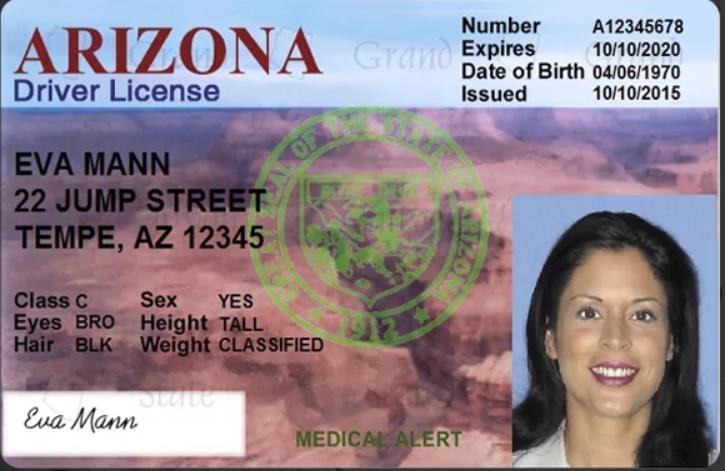 ARIZONA
Driver License
Number A12345678
Expires 10/10/2020
Date of Birth 04/06/1970
Issued 10/10/2015
Grand
EVA MANN
22 JUMP STREET
TEMPE, AZ 12345
GREAT SEAL OF THE STATE OF ARIZONA
1912
Class C Sex YES
Eyes BRO Height TALL
Hair BLK Weight CLASSIFIED
State
Eva Mann
MEDICAL ALERT